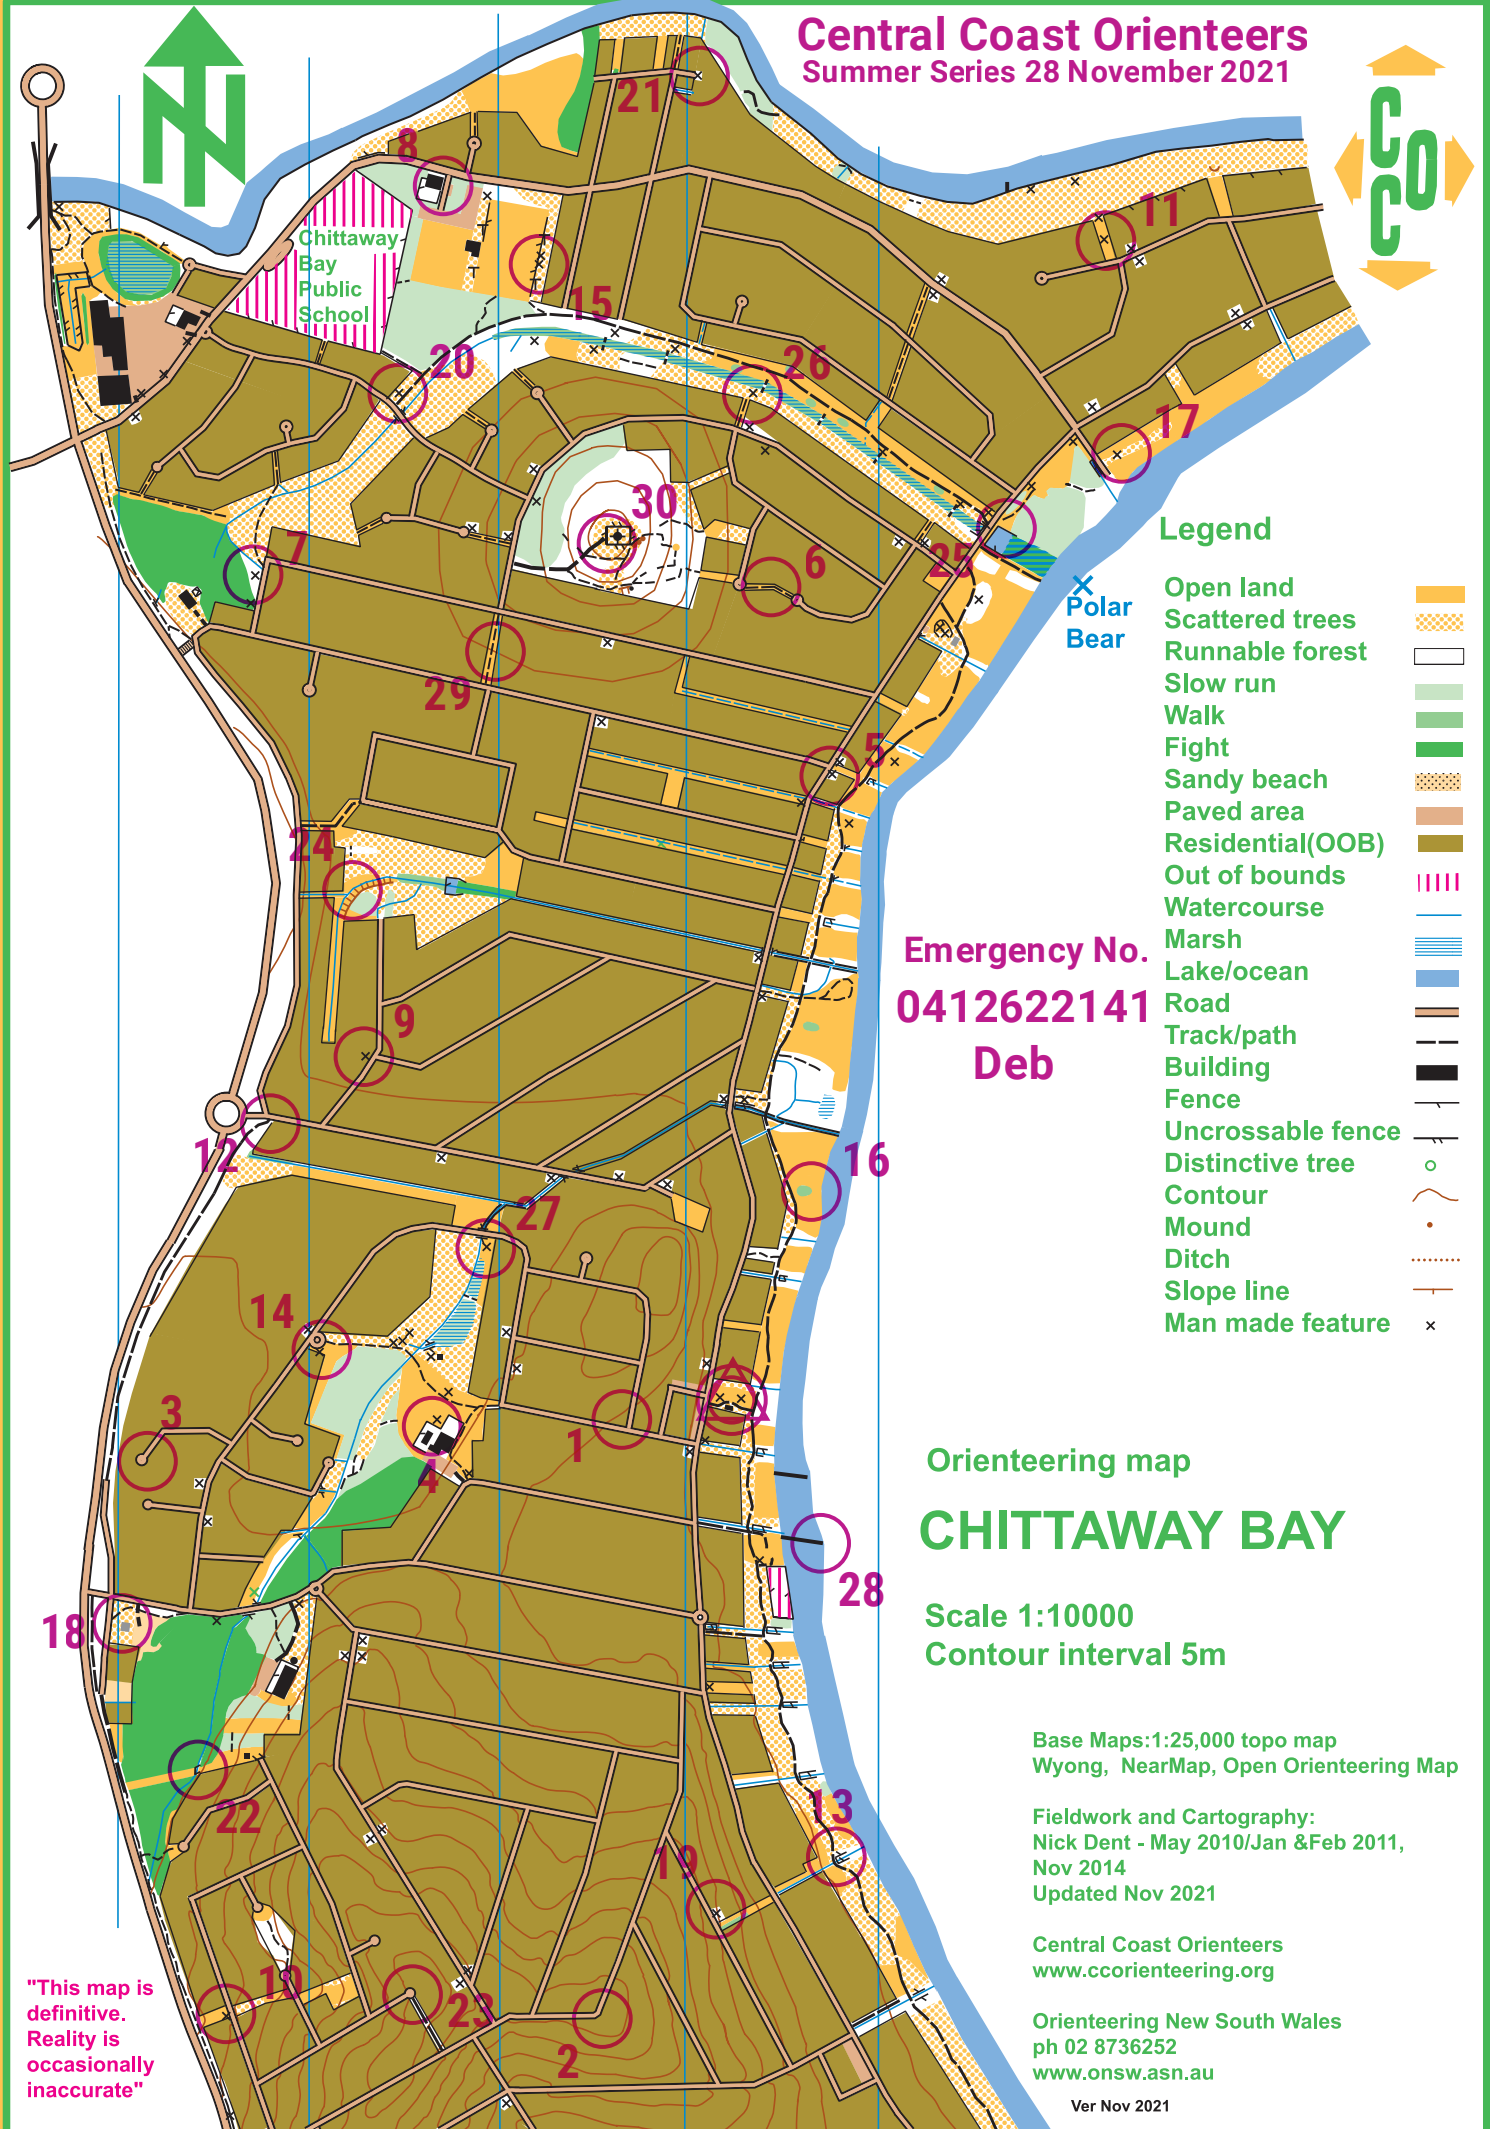 Central Coast Orienteers
Summer Series 28 November 2021
N
C
O
C
C
21
8
11
Chittaway
Bay
Public
School
15
20
26
17
30
7
6
25
Polar
Bear
29
5
24
9
12
16
27
14
3
1
4
28
18
22
13
19
10
23
2
Legend
Open land
Scattered trees
Runnable forest
Slow run
Walk
Fight
Sandy beach
Paved area
Residential(OOB)
Out of bounds
Watercourse
Marsh
Lake/ocean
Road
Track/path
Building
Fence
Uncrossable fence
Distinctive tree
Contour
Mound
Ditch
Slope line
Man made feature
Emergency No.
0412622141
Deb
Orienteering map
CHITTAWAY BAY
Scale 1:10000
Contour interval 5m
Base Maps:1:25,000 topo map
Wyong, NearMap, Open Orienteering Map
Fieldwork and Cartography:
Nick Dent - May 2010/Jan &Feb 2011,
Nov 2014
Updated Nov 2021
Central Coast Orienteers
www.ccorienteering.org
Orienteering New South Wales
ph 02 8736252
www.onsw.asn.au
Ver Nov 2021
"This map is
definitive.
Reality is
occasionally
inaccurate"